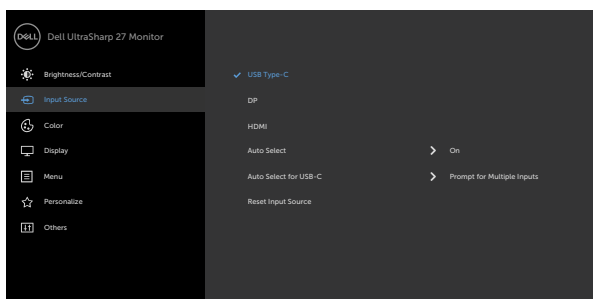 DELL
Dell UltraSharp 27 Monitor
Brightness/Contrast
Input Source
Color
Display
Menu
Personalize
Others
USB Type-C
DP
HDMI
Auto Select On
Auto Select for USB-C Prompt for Multiple Inputs
Reset Input Source